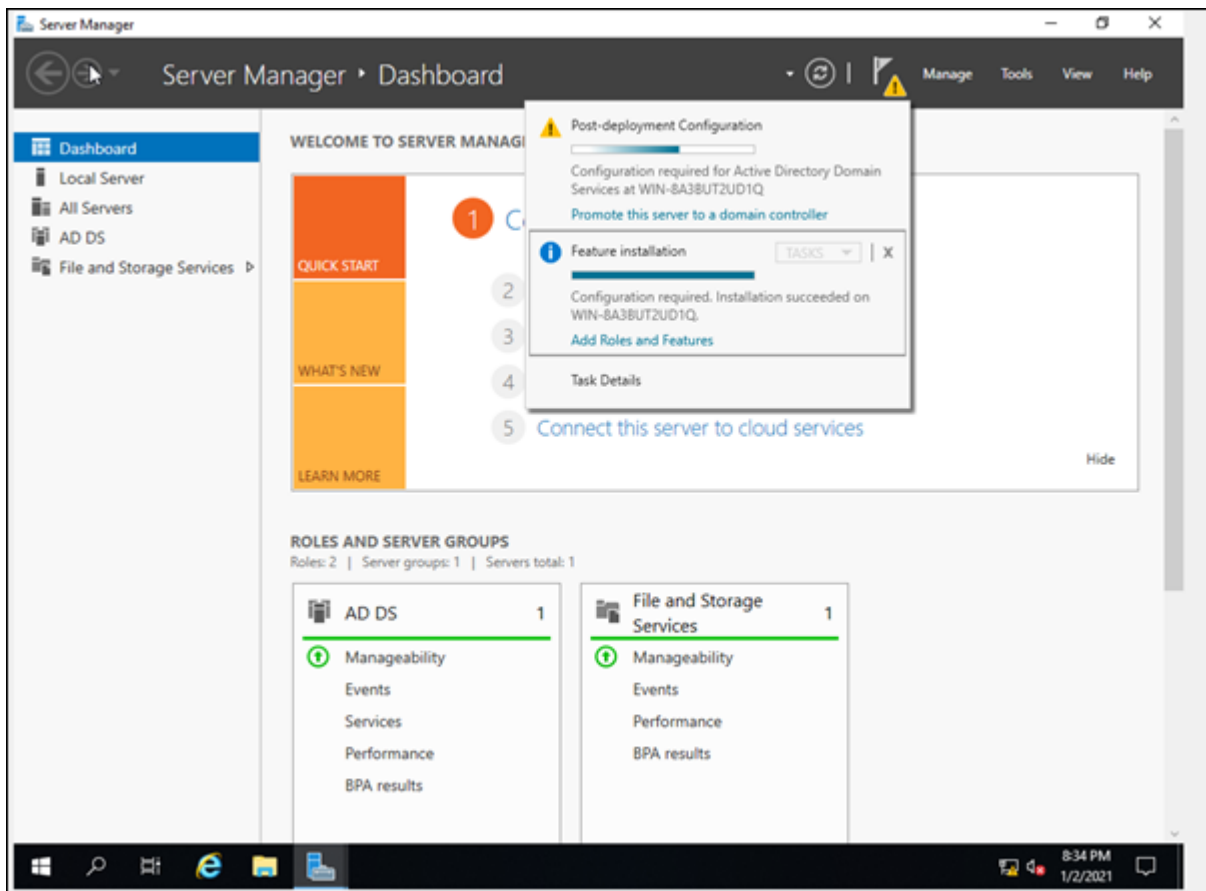 Server Manager
Server Manager • Dashboard
Manage Tools View Help
Dashboard
Local Server
All Servers
AD DS
File and Storage Services
WELCOME TO SERVER MANAG
QUICK START
WHAT'S NEW
LEARN MORE
1
2
3
4
5 Connect this server to cloud services
Hide
Post-deployment Configuration
Configuration required for Active Directory Domain
Services at WIN-8A3BUT2UD1Q
Promote this server to a domain controller
Feature installation
TASKS
X
Configuration required. Installation succeeded on
WIN-8A3BUT2UD1Q.
Add Roles and Features
Task Details
ROLES AND SERVER GROUPS
Roles: 2 | Server groups: 1 | Servers total: 1
AD DS 1
Manageability
Events
Services
Performance
BPA results
File and Storage
Services 1
Manageability
Events
Performance
BPA results
8:34 PM
1/2/2021